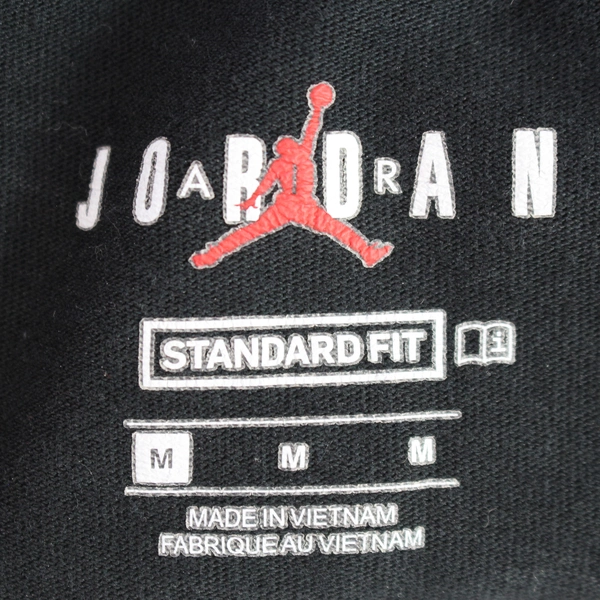 JORDAN
A R
STANDARD FIT
M M M
MADE IN VIETNAM
FABRIQUE AU VIETNAM